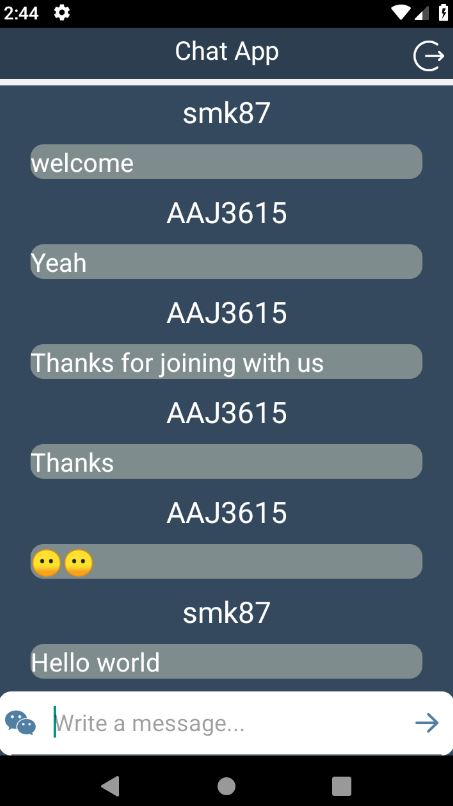 2:44
Chat App
smk87
welcome
AAJ3615
Yeah
AAJ3615
Thanks for joining with us
AAJ3615
Thanks
AAJ3615
😶😶
smk87
Hello world
Write a message...